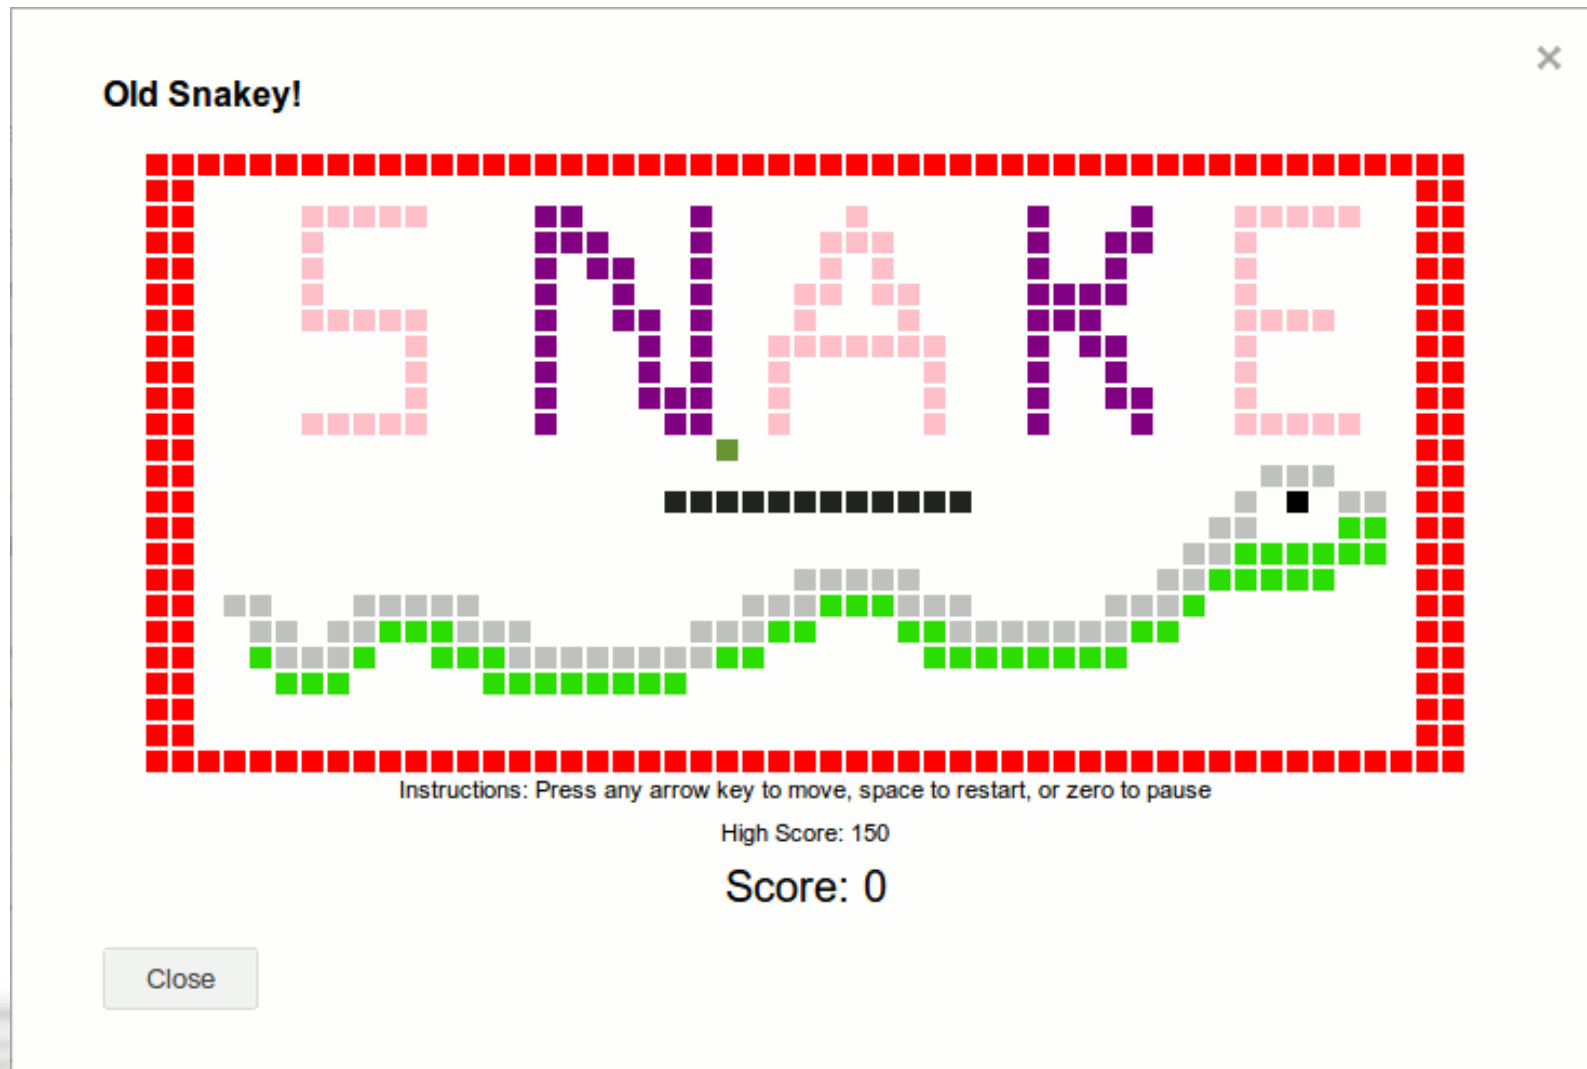 Old Snakey!
SNAKE
Instructions: Press any arrow key to move, space to restart, or zero to pause
High Score: 150
Score: 0
Close